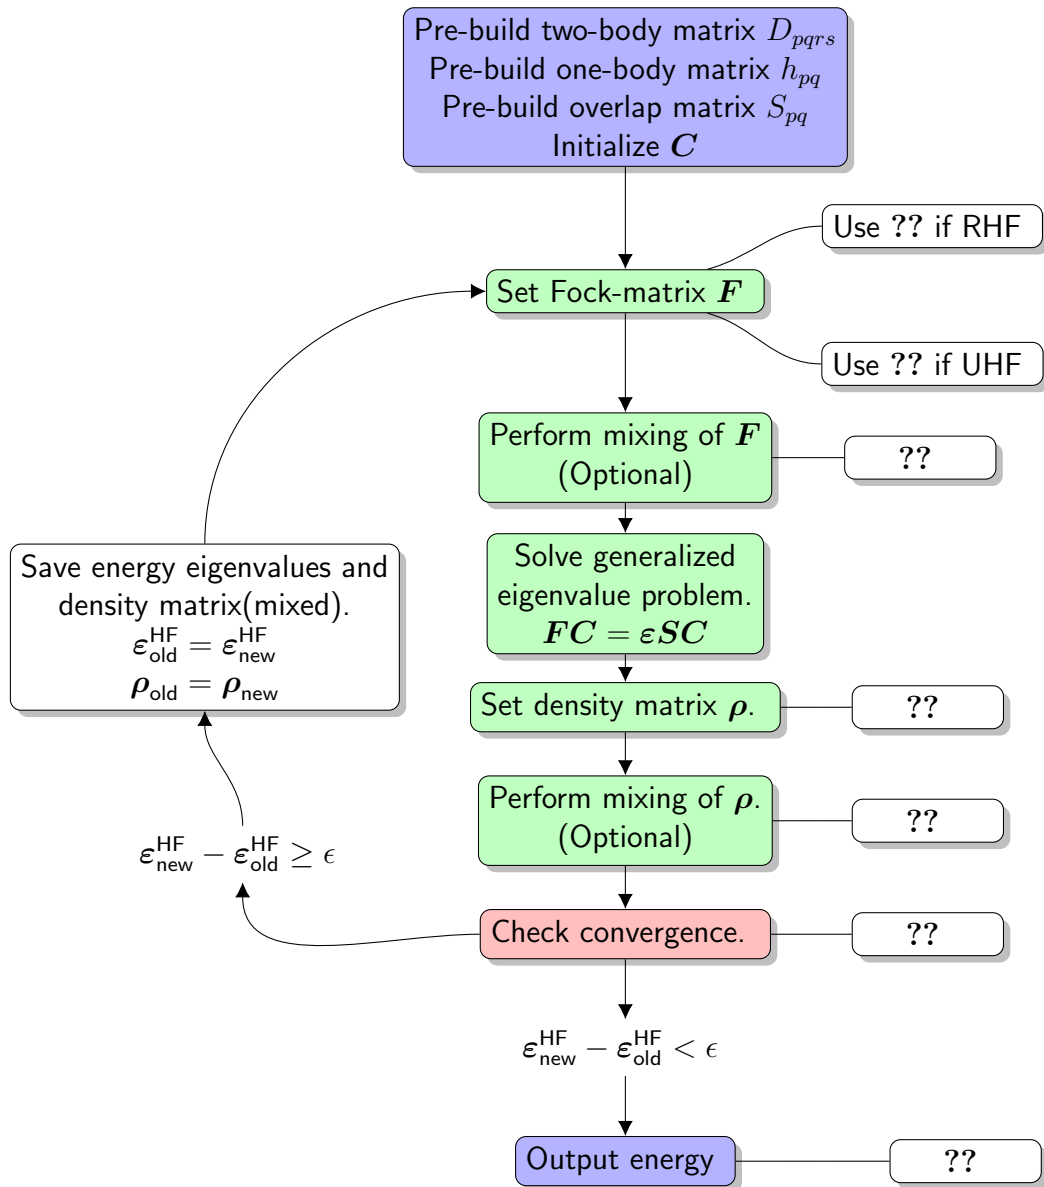 Pre-build two-body matrix $D_{pqrs}$
Pre-build one-body matrix $h_{pq}$
Pre-build overlap matrix $S_{pq}$
Initialize $\boldsymbol{C}$
Use ?? if RHF
Set Fock-matrix $\boldsymbol{F}$
Use ?? if UHF
Perform mixing of $\boldsymbol{F}$
(Optional)
??
Solve generalized
eigenvalue problem.
$\boldsymbol{FC} = \boldsymbol{\varepsilon SC}$
Save energy eigenvalues and
density matrix(mixed).
$\boldsymbol{\varepsilon}^{\text{HF}}_{\text{old}} = \boldsymbol{\varepsilon}^{\text{HF}}_{\text{new}}$
$\boldsymbol{\rho}_{\text{old}} = \boldsymbol{\rho}_{\text{new}}$
Set density matrix $\boldsymbol{\rho}$.
??
Perform mixing of $\boldsymbol{\rho}$.
(Optional)
??
$\boldsymbol{\varepsilon}^{\text{HF}}_{\text{new}} - \boldsymbol{\varepsilon}^{\text{HF}}_{\text{old}} \geq \epsilon$
Check convergence.
??
$\boldsymbol{\varepsilon}^{\text{HF}}_{\text{new}} - \boldsymbol{\varepsilon}^{\text{HF}}_{\text{old}} < \epsilon$
Output energy
??